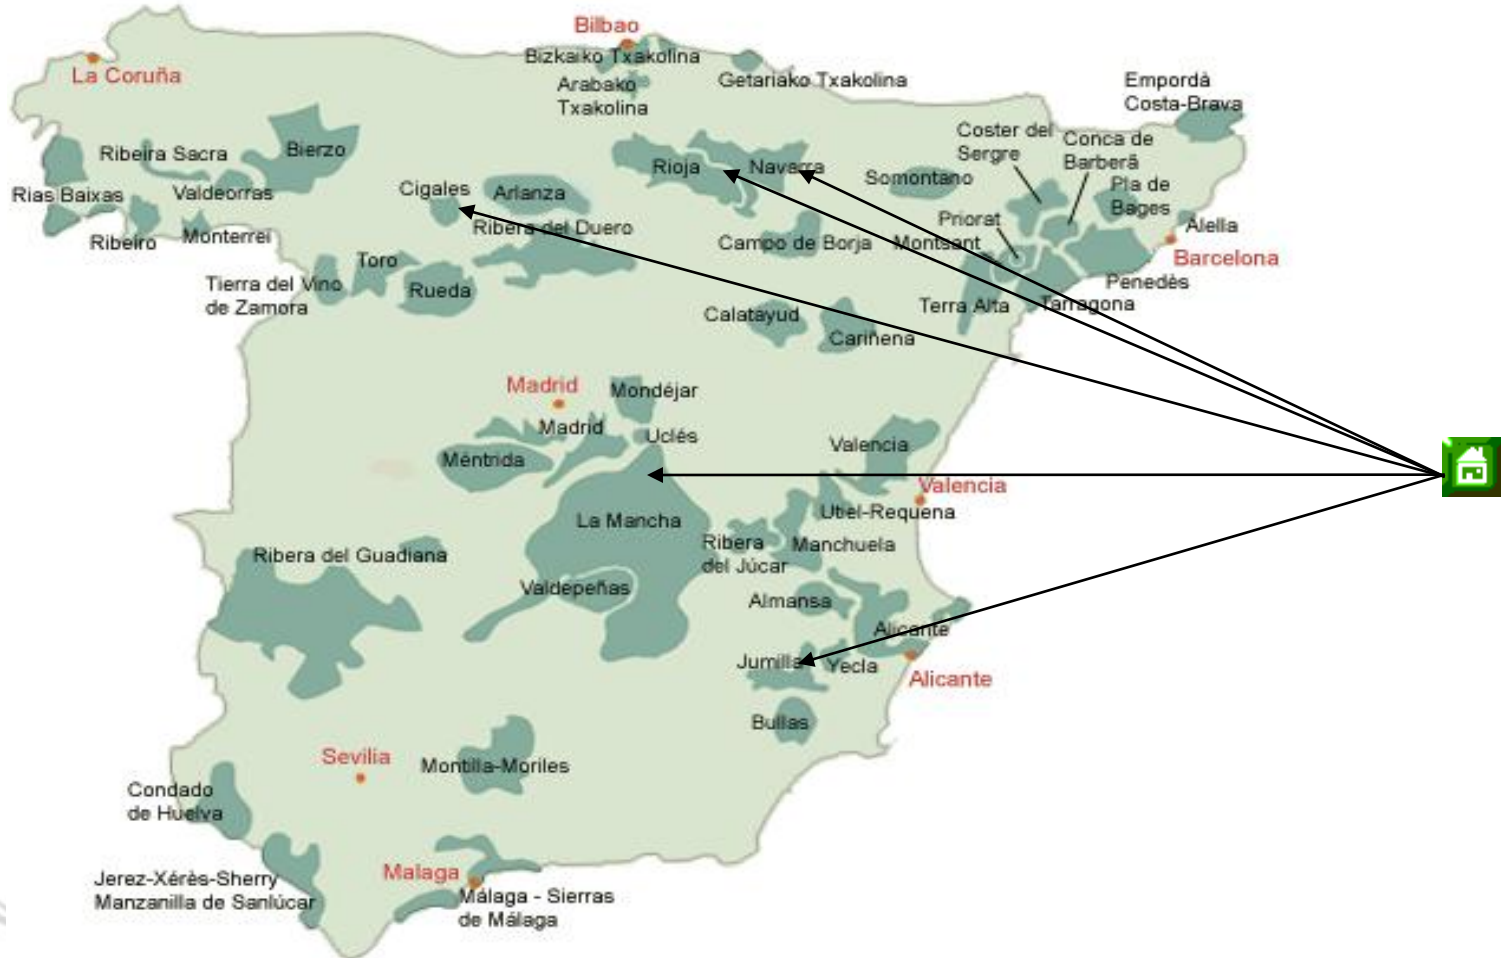 Bilbao
La Coruña
Bizkaiko Txakolina
Getariako Txakolina
Arabako
Txakolina
Empordà
Costa-Brava
Coster del
Sergre
Conca de
Barberã
Ribeira Sacra
Bierzo
Rioja
Navarra
Somontano
Pla de
Bages
Rias Baixas
Valdeorras
Cigales
Arlanza
Priorat
Alella
Ribeiro
Monterrei
Ribera del Duero
Campo de Borja
Montsant
Barcelona
Toro
Tierra del Vino
de Zamora
Rueda
Penedès
Terra Alta
Tarragona
Calatayud
Cariñena
Madrid
Mondéjar
Madrid
Uclés
Valencia
Méntrida
Valencia
La Mancha
Utiel-Requena
Ribera
del Júcar
Manchuela
Ribera del Guadiana
Valdepeñas
Almansa
Alicante
Jumilla
Yecla
Alicante
Bullas
Sevilia
Montilla-Moriles
Condado
de Huelva
Malaga
Jerez-Xérès-Sherry
Manzanilla de Sanlúcar
Málaga - Sierras
de Málaga